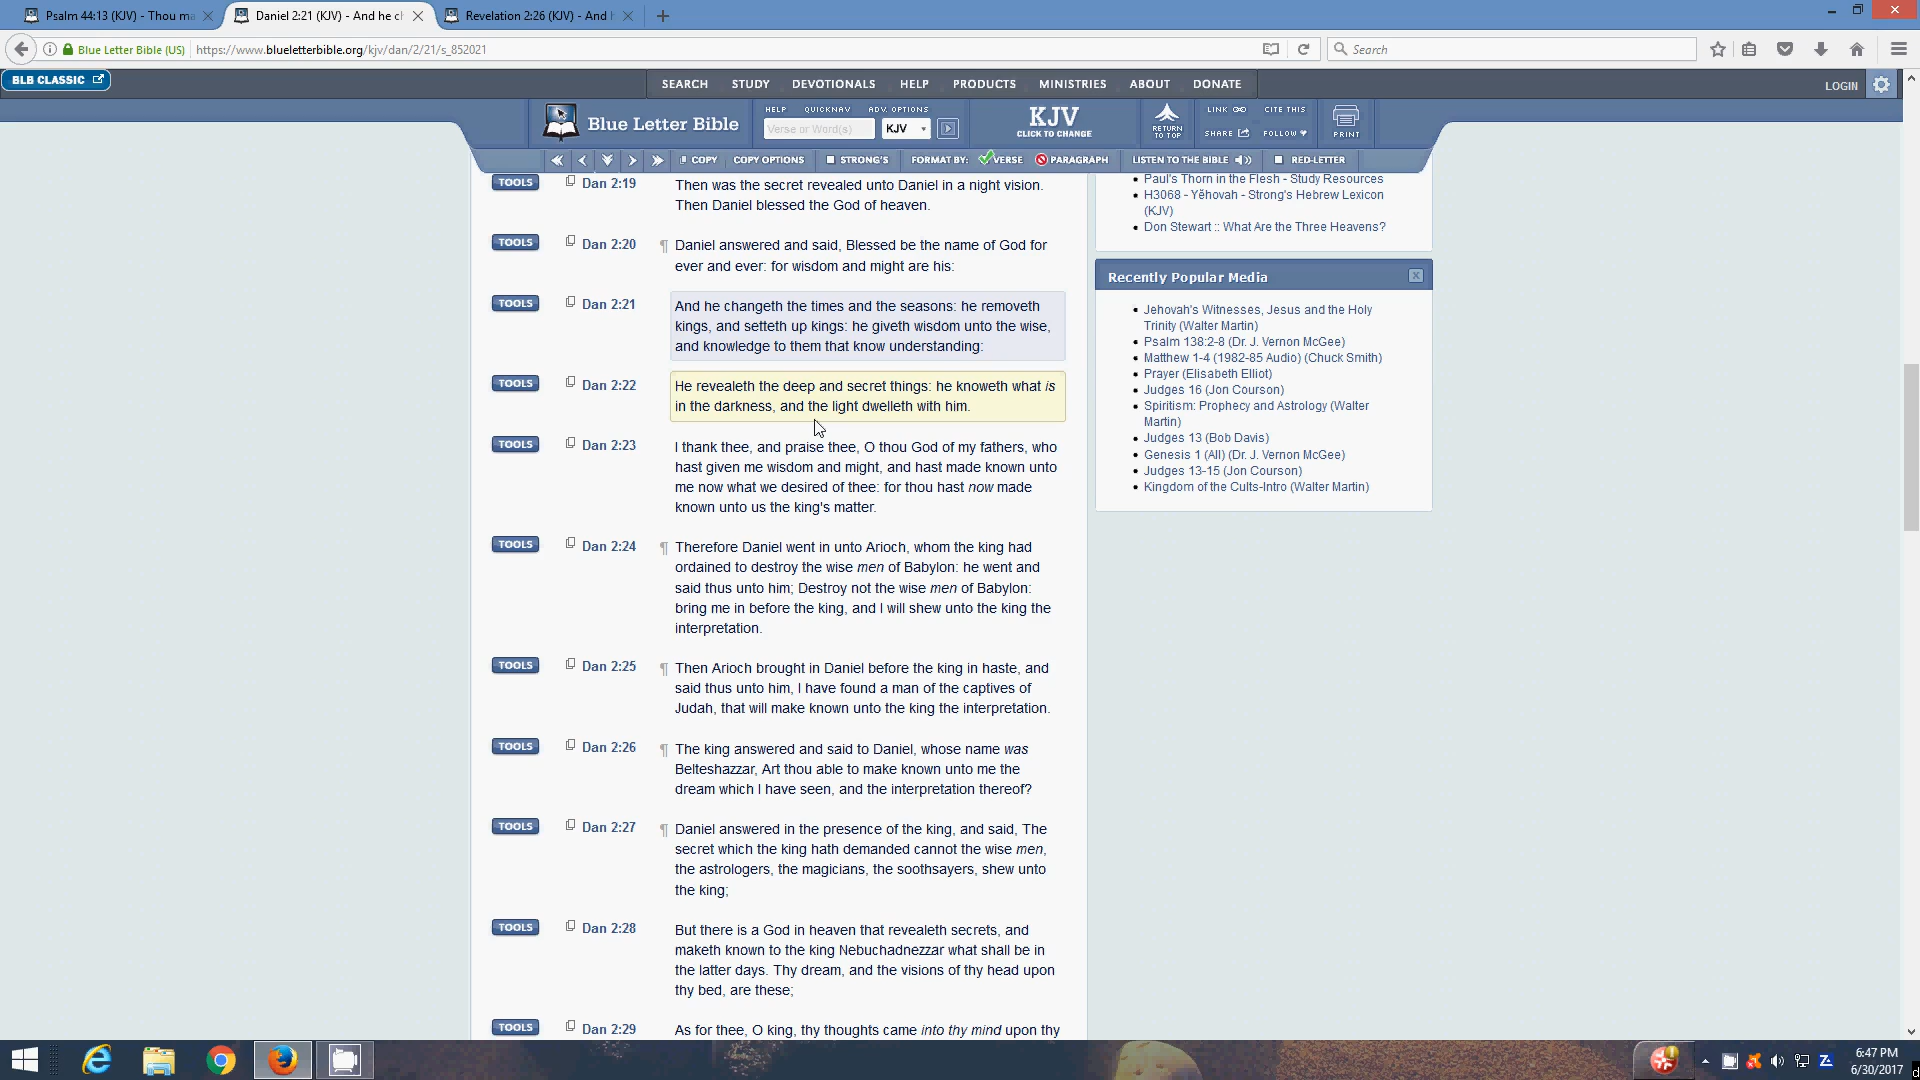 Psalm 44:13 (KJV) - Thou ma
Daniel 2:21 (KJV) - And he ch
Revelation 2:26 (KJV) - And h
Blue Letter Bible (US)
https://www.blueletterbible.org/kjv/dan/2/21/s_852021
Search
BLB CLASSIC
SEARCH STUDY DEVOTIONALS HELP PRODUCTS MINISTRIES ABOUT DONATE
LOGIN
Blue Letter Bible
HELP QUICKNAV ADV. OPTIONS
Verse or Word(s)
KJV
KJV
CLICK TO CHANGE
RETURN
TO TOP
LINK
CITE THIS
SHARE
FOLLOW
PRINT
COPY COPY OPTIONS STRONG'S FORMAT BY: VERSE PARAGRAPH LISTEN TO THE BIBLE RED-LETTER
TOOLS Dan 2:19 Then was the secret revealed unto Daniel in a night vision.
Then Daniel blessed the God of heaven.
TOOLS Dan 2:20 ¶ Daniel answered and said, Blessed be the name of God for
ever and ever: for wisdom and might are his:
TOOLS Dan 2:21 And he changeth the times and the seasons: he removeth
kings, and setteth up kings: he giveth wisdom unto the wise,
and knowledge to them that know understanding:
TOOLS Dan 2:22 He revealeth the deep and secret things: he knoweth what is
in the darkness, and the light dwelleth with him.
TOOLS Dan 2:23 I thank thee, and praise thee, O thou God of my fathers, who
hast given me wisdom and might, and hast made known unto
me now what we desired of thee: for thou hast now made
known unto us the king's matter.
TOOLS Dan 2:24 ¶ Therefore Daniel went in unto Arioch, whom the king had
ordained to destroy the wise men of Babylon: he went and
said thus unto him; Destroy not the wise men of Babylon:
bring me in before the king, and I will shew unto the king the
interpretation.
TOOLS Dan 2:25 ¶ Then Arioch brought in Daniel before the king in haste, and
said thus unto him, I have found a man of the captives of
Judah, that will make known unto the king the interpretation.
TOOLS Dan 2:26 ¶ The king answered and said to Daniel, whose name was
Belteshazzar, Art thou able to make known unto me the
dream which I have seen, and the interpretation thereof?
TOOLS Dan 2:27 ¶ Daniel answered in the presence of the king, and said, The
secret which the king hath demanded cannot the wise men,
the astrologers, the magicians, the soothsayers, shew unto
the king;
TOOLS Dan 2:28 But there is a God in heaven that revealeth secrets, and
maketh known to the king Nebuchadnezzar what shall be in
the latter days. Thy dream, and the visions of thy head upon
thy bed, are these;
TOOLS Dan 2:29 As for thee, O king, thy thoughts came into thy mind upon thy
Paul's Thorn in the Flesh - Study Resources
H3068 - Yĕhovah - Strong's Hebrew Lexicon
(KJV)
Don Stewart :: What Are the Three Heavens?
Recently Popular Media
Jehovah's Witnesses, Jesus and the Holy
Trinity (Walter Martin)
Psalm 138:2-8 (Dr. J. Vernon McGee)
Matthew 1-4 (1982-85 Audio) (Chuck Smith)
Prayer (Elisabeth Elliot)
Judges 16 (Jon Courson)
Spiritism: Prophecy and Astrology (Walter
Martin)
Judges 13 (Bob Davis)
Genesis 1 (All) (Dr. J. Vernon McGee)
Judges 13-15 (Jon Courson)
Kingdom of the Cults-Intro (Walter Martin)
6:47 PM
6/30/2017